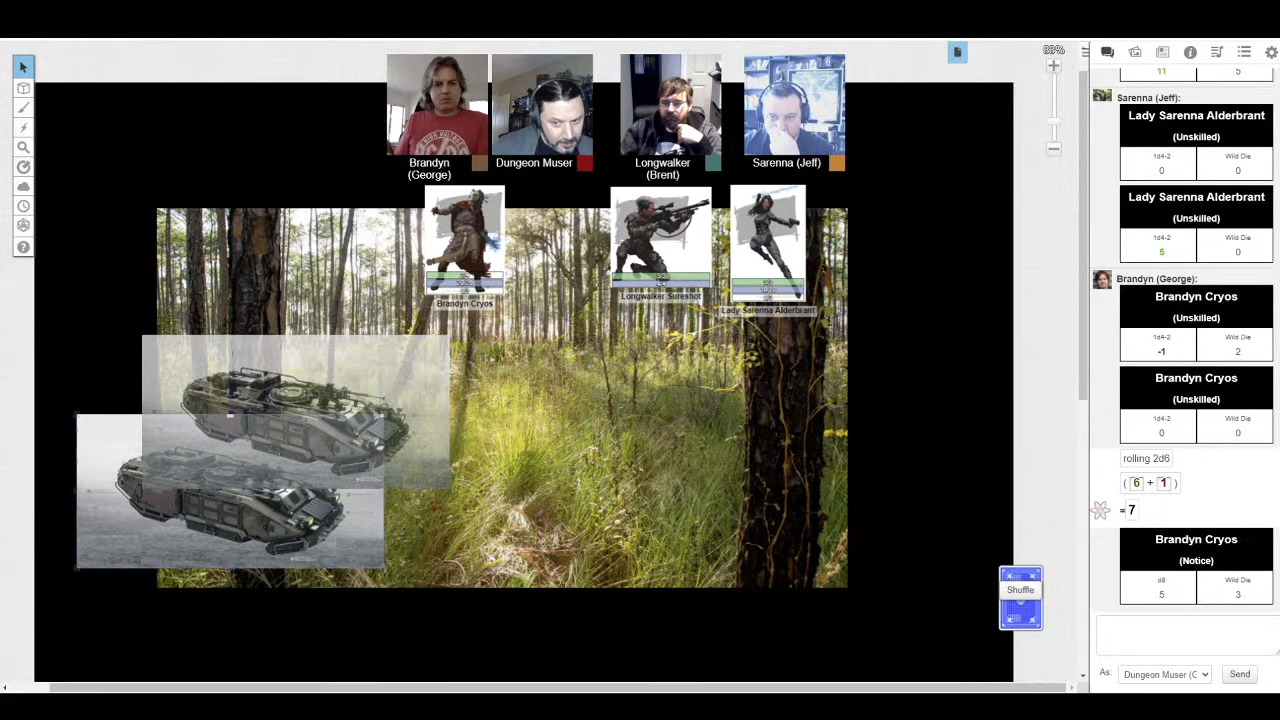 83%
Brandyn
(George)
Dungeon Muser
Longwalker
(Brent)
Sarenna (Jeff)
Brandyn Cryos
Longwalker Sureshot
Lady Sarenna Alderbrant
Shuffle
11 5
Sarenna (Jeff):
Lady Sarenna Alderbrant
(Unskilled)
1d4-2 Wild Die
0 0
Lady Sarenna Alderbrant
(Unskilled)
1d4-2 Wild Die
5 0
Brandyn (George):
Brandyn Cryos
(Unskilled)
1d4-2 Wild Die
-1 2
Brandyn Cryos
(Unskilled)
1d4-2 Wild Die
0 0
rolling 2d6
( 6 + 1 )
= 7
Brandyn Cryos
(Notice)
d8 Wild Die
5 3
As: Dungeon Muser (G Send